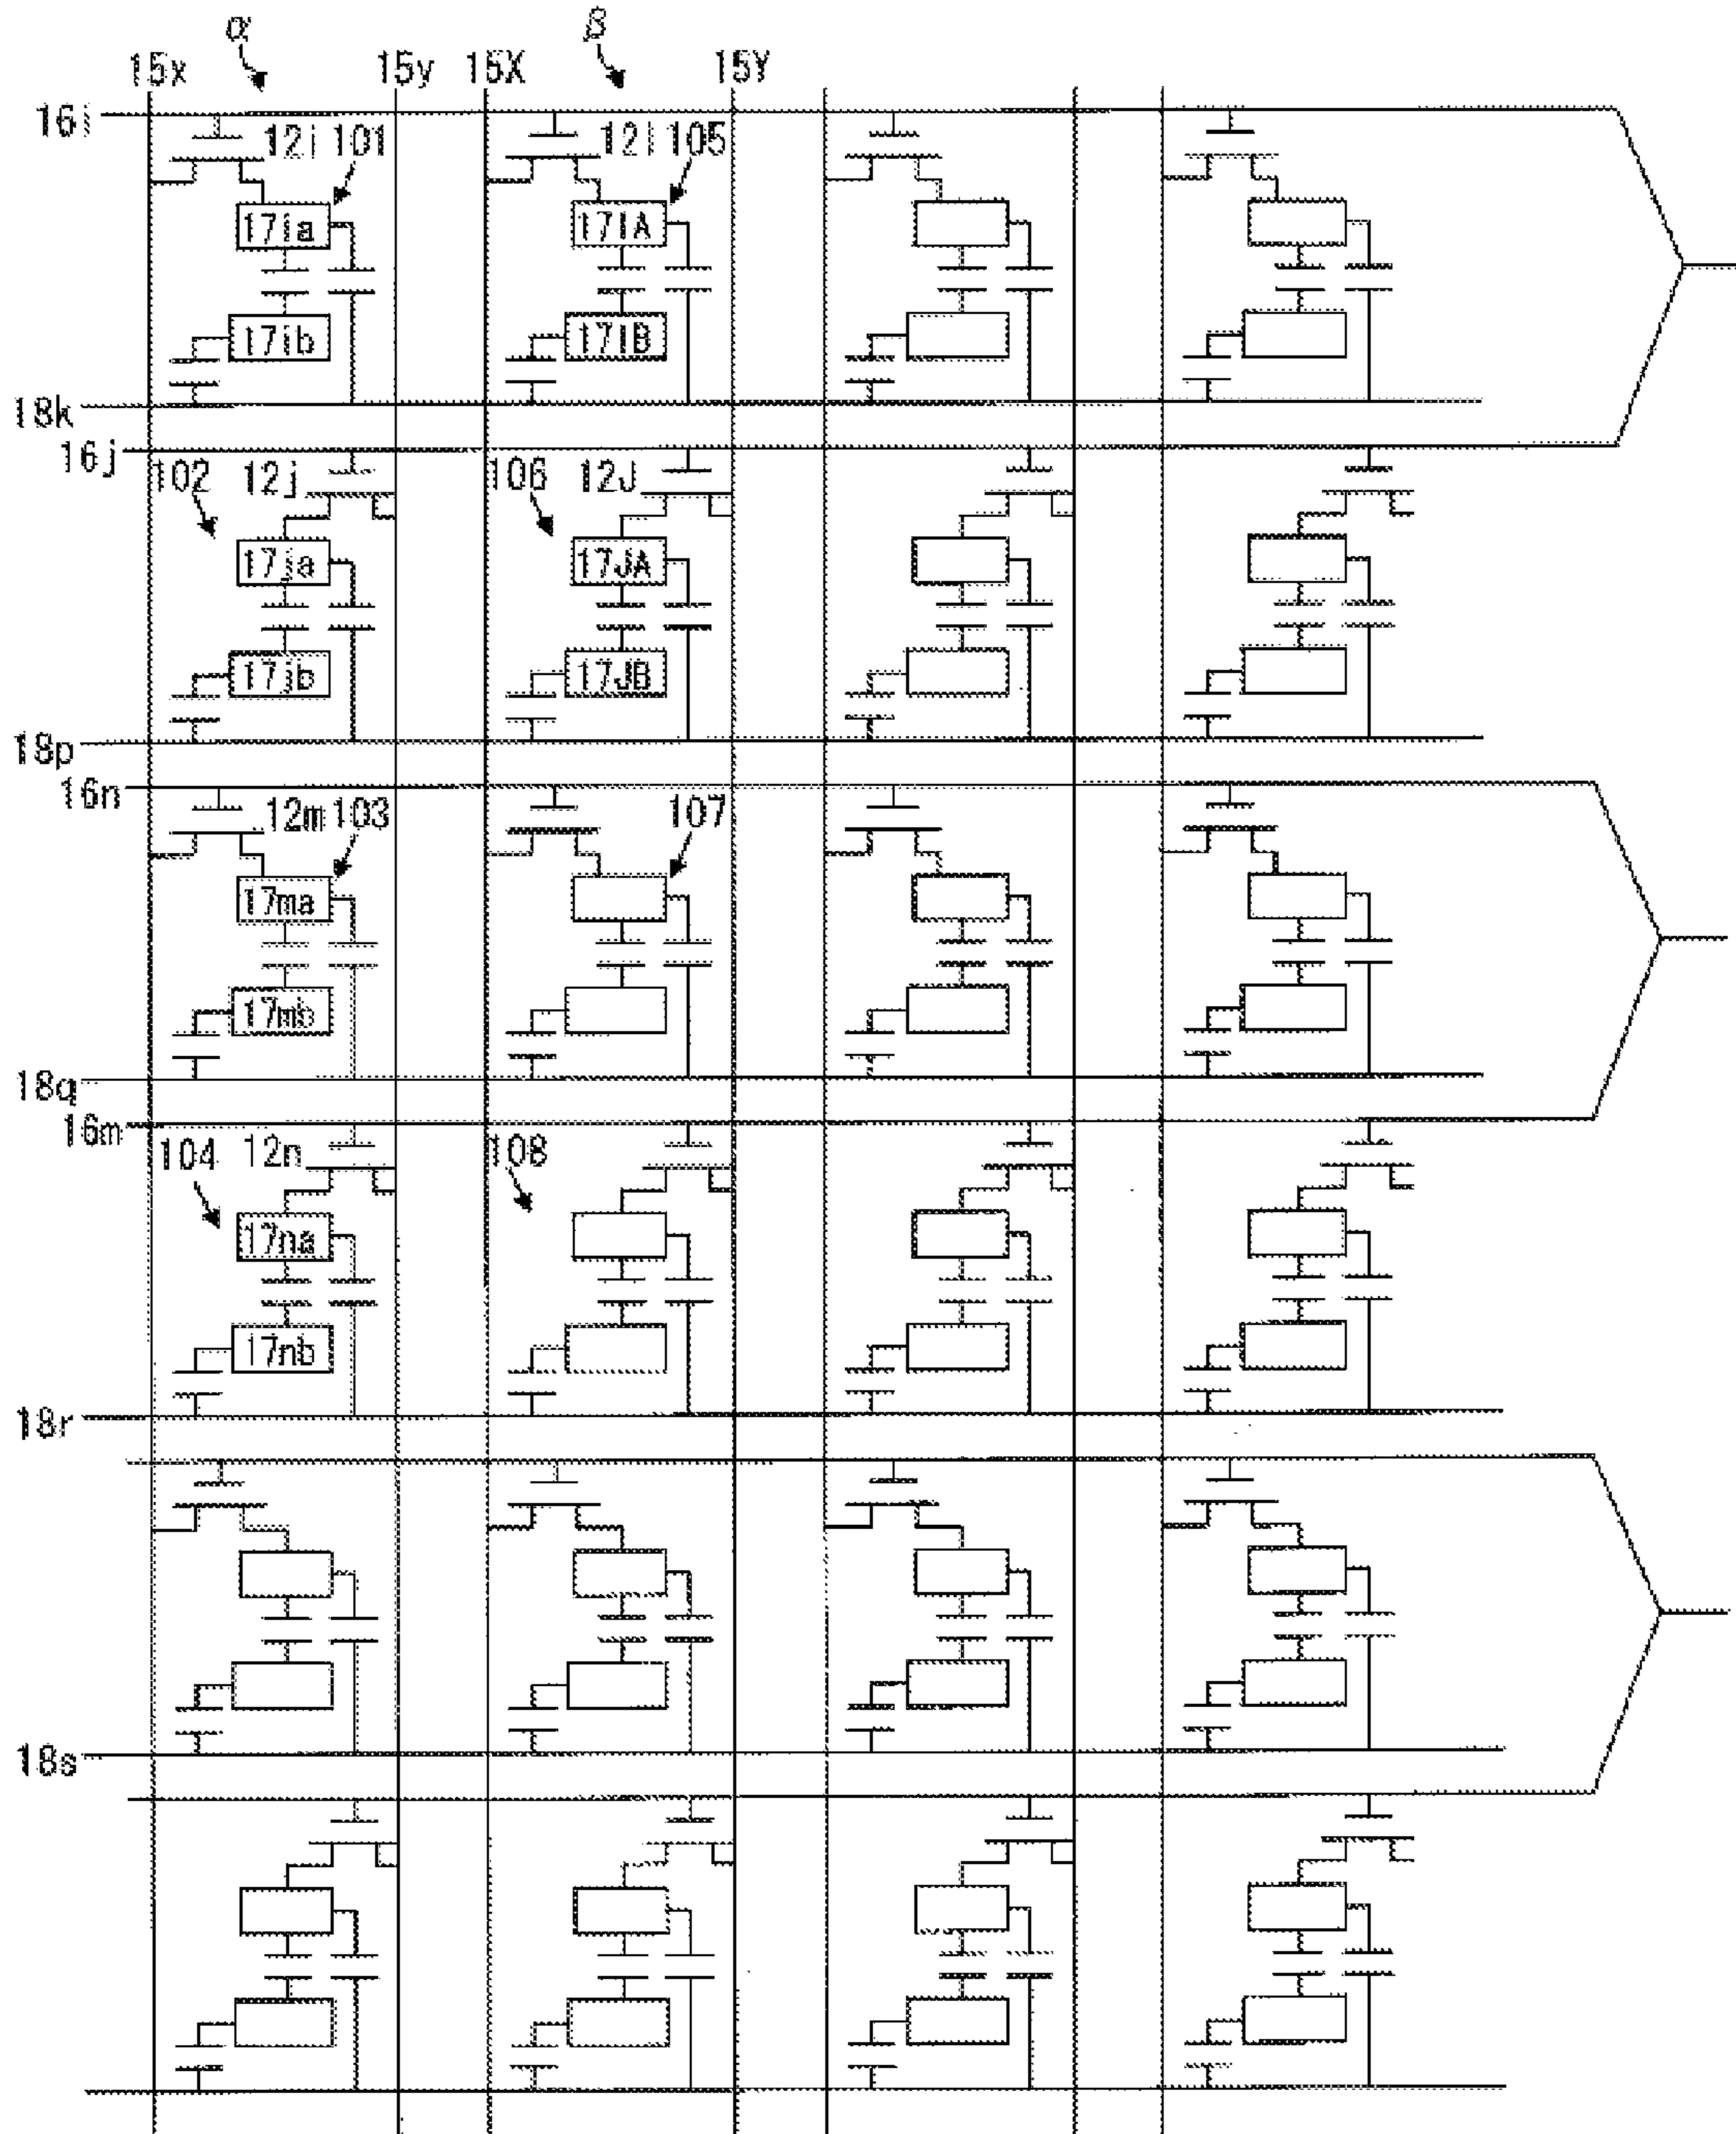 α β
15x 15y 15X 15Y
16i
12i 101 12I 105
17ia 17IA
17ib 17IB
18k
16j
102 12j 106 12J
17ja 17JA
17jb 17JB
18p
16n
12m 103 107
17ma
17mb
18q
16m
104 12n 108
17na
17nb
18r
18s